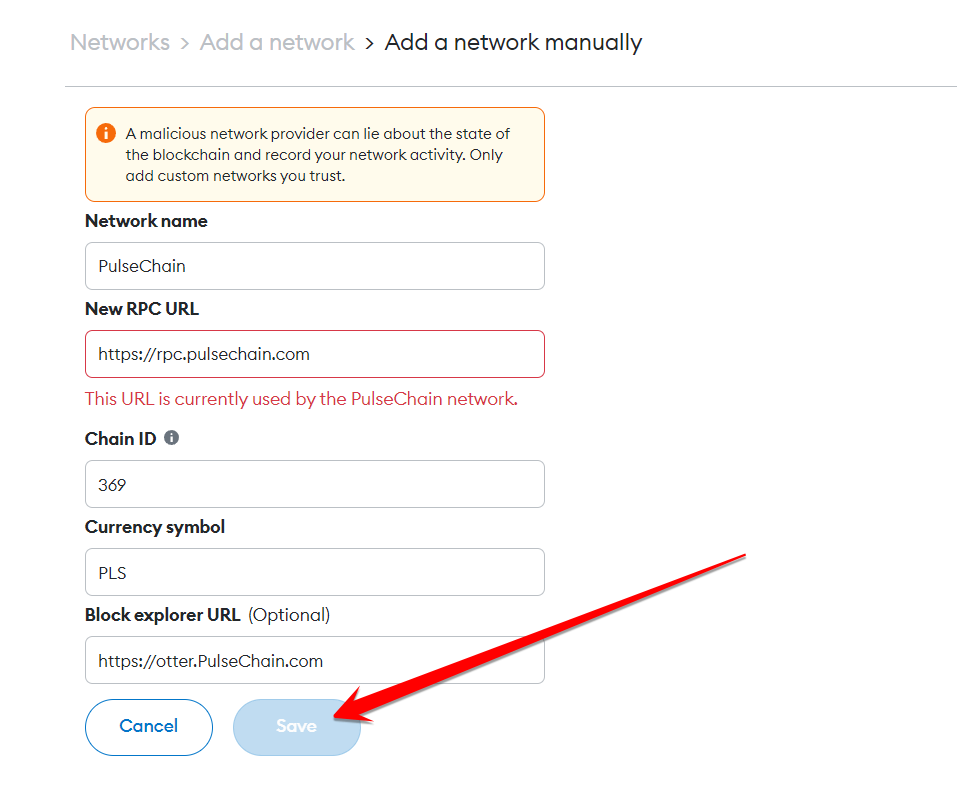 Networks > Add a network > Add a network manually
A malicious network provider can lie about the state of
the blockchain and record your network activity. Only
add custom networks you trust.
Network name
PulseChain
New RPC URL
https://rpc.pulsechain.com
This URL is currently used by the PulseChain network.
Chain ID
369
Currency symbol
PLS
Block explorer URL (Optional)
https://otter.PulseChain.com
Cancel
Save